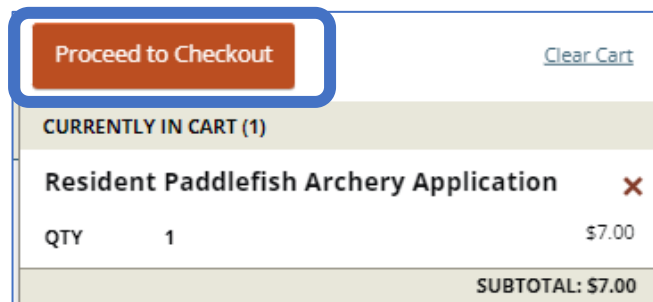 Proceed to Checkout Clear Cart
CURRENTLY IN CART (1)
Resident Paddlefish Archery Application ×
QTY 1 $7.00
SUBTOTAL: $7.00